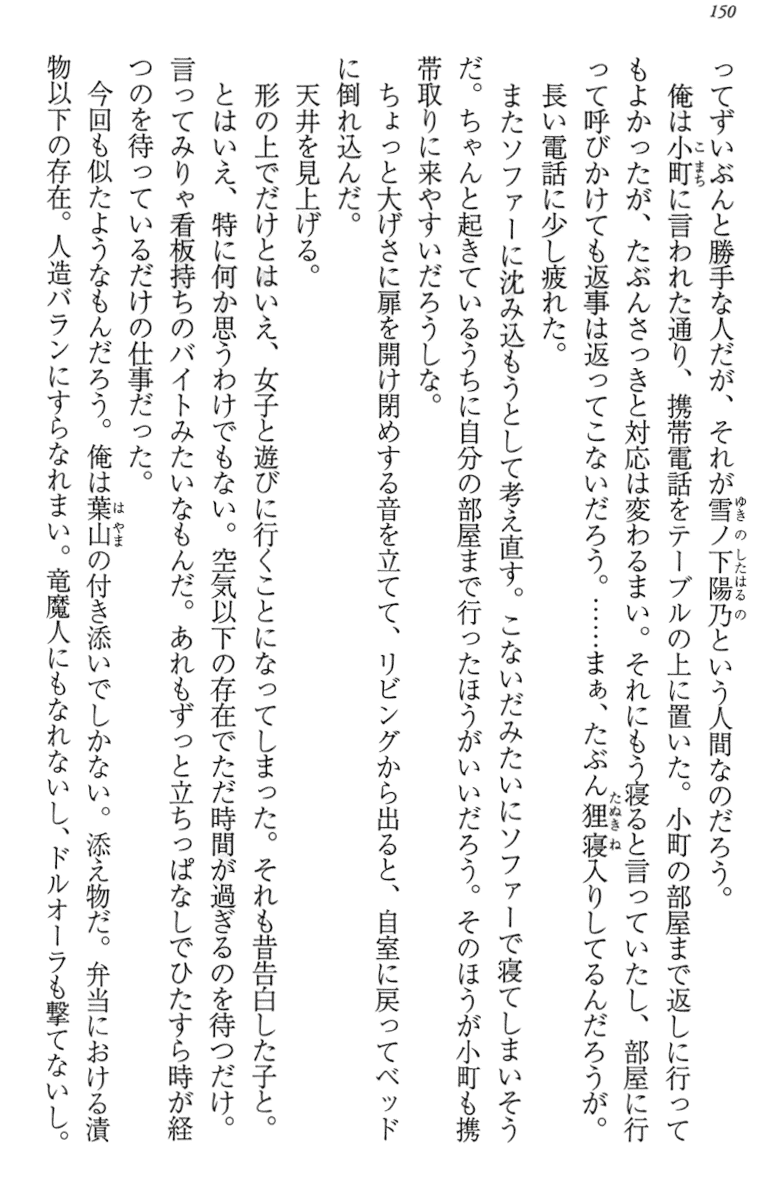 150
ってずいぶんと勝手な人だが、それが雪ノ下陽乃という人間なのだろう。
俺は小町に言われた通り、携帯電話をテーブルの上に置いた。小町の部屋まで返しに行って
もよかったが、たぶんさっきと対応は変わるまい。それにもう寝ると言っていたし、部屋に行
って呼びかけても返事は返ってこないだろう。……まぁ、たぶん狸寝入りしてるんだろうが。
長い電話に少し疲れた。
またソファーに沈み込もうとして考え直す。こないだみたいにソファーで寝てしまいそう
だ。ちゃんと起きているうちに自分の部屋まで行ったほうがいいだろう。そのほうが小町も携
帯取りに来やすいだろうしな。
ちょっと大げさに扉を開け閉めする音を立てて、リビングから出ると、自室に戻ってベッド
に倒れ込んだ。
天井を見上げる。
形の上でだけとはいえ、女子と遊びに行くことになってしまった。それも昔告白した子と。
とはいえ、特に何か思うわけでもない。空気以下の存在でただ時間が過ぎるのを待つだけ。
言ってみりゃ看板持ちのバイトみたいなもんだ。あれもずっと立ちっぱなしでひたすら時が経
つのを待っているだけの仕事だった。
今回も似たようなもんだろう。俺は葉山の付き添いでしかない。添え物だ。弁当における漬
物以下の存在。人造バランにすらなれまい。竜魔人にもなれないし、ドルオーラも撃てないし。